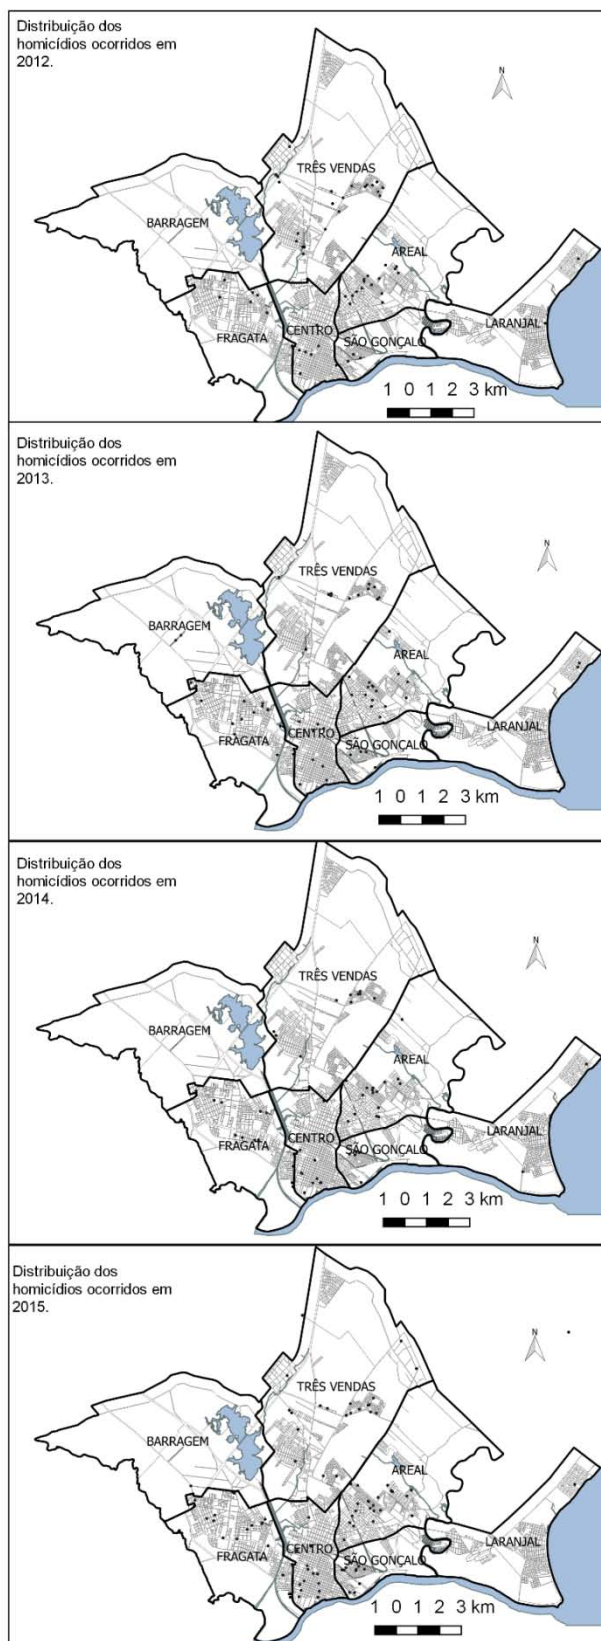 Distribuição dos
homicídios ocorridos em
2012.
N
TRÊS VENDAS
BARRAGEM
AREAL
LARANJAL
CENTRO
FRAGATA
SÃO GONÇALO
1 0 1 2 3 km
Distribuição dos
homicídios ocorridos em
2013.
N
TRÊS VENDAS
BARRAGEM
AREAL
LARANJAL
CENTRO
FRAGATA
SÃO GONÇALO
1 0 1 2 3 km
Distribuição dos
homicídios ocorridos em
2014.
N
TRÊS VENDAS
BARRAGEM
AREAL
LARANJAL
CENTRO
FRAGATA
SÃO GONÇALO
1 0 1 2 3 km
Distribuição dos
homicídios ocorridos em
2015.
N
TRÊS VENDAS
BARRAGEM
AREAL
LARANJAL
CENTRO
FRAGATA
SÃO GONÇALO
1 0 1 2 3 km